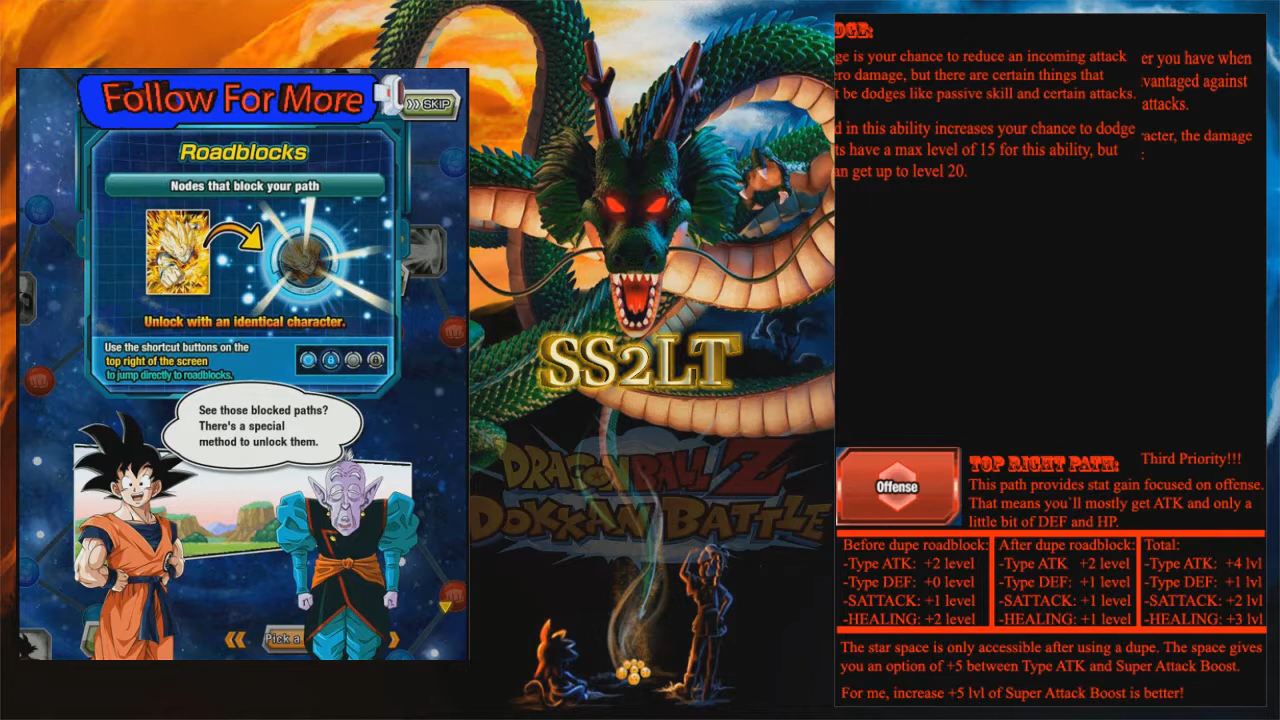 Follow For More
SKIP
Roadblocks
Nodes that block your path
Unlock with an identical character.
Use the shortcut buttons on the
top right of the screen
to jump directly to roadblocks.
See those blocked paths?
There's a special
method to unlock them.
Pick a
SS2LT
DRAGONBALL Z
DOKKAN BATTLE
DGE:
ge is your chance to reduce an incoming attack
ro damage, but there are certain things that
t be dodges like passive skill and certain attacks.
d in this ability increases your chance to dodge
ts have a max level of 15 for this ability, but
an get up to level 20.
er you have when
vantaged against
attacks.
acter, the damage
:
Offense
TOP RIGHT PATH:
Third Priority!!!
This path provides stat gain focused on offense.
That means you`ll mostly get ATK and only a
little bit of DEF and HP.
Before dupe roadblock:
-Type ATK: +2 level
-Type DEF: +0 level
-SATTACK: +1 level
-HEALING: +2 level
After dupe roadblock:
-Type ATK +2 level
-Type DEF: +1 level
-SATTACK: +1 level
-HEALING: +1 level
Total:
-Type ATK: +4 lvl
-Type DEF: +1 lvl
-SATTACK: +2 lvl
-HEALING: +3 lvl
The star space is only accessible after using a dupe. The space gives
you an option of +5 between Type ATK and Super Attack Boost.
For me, increase +5 lvl of Super Attack Boost is better!